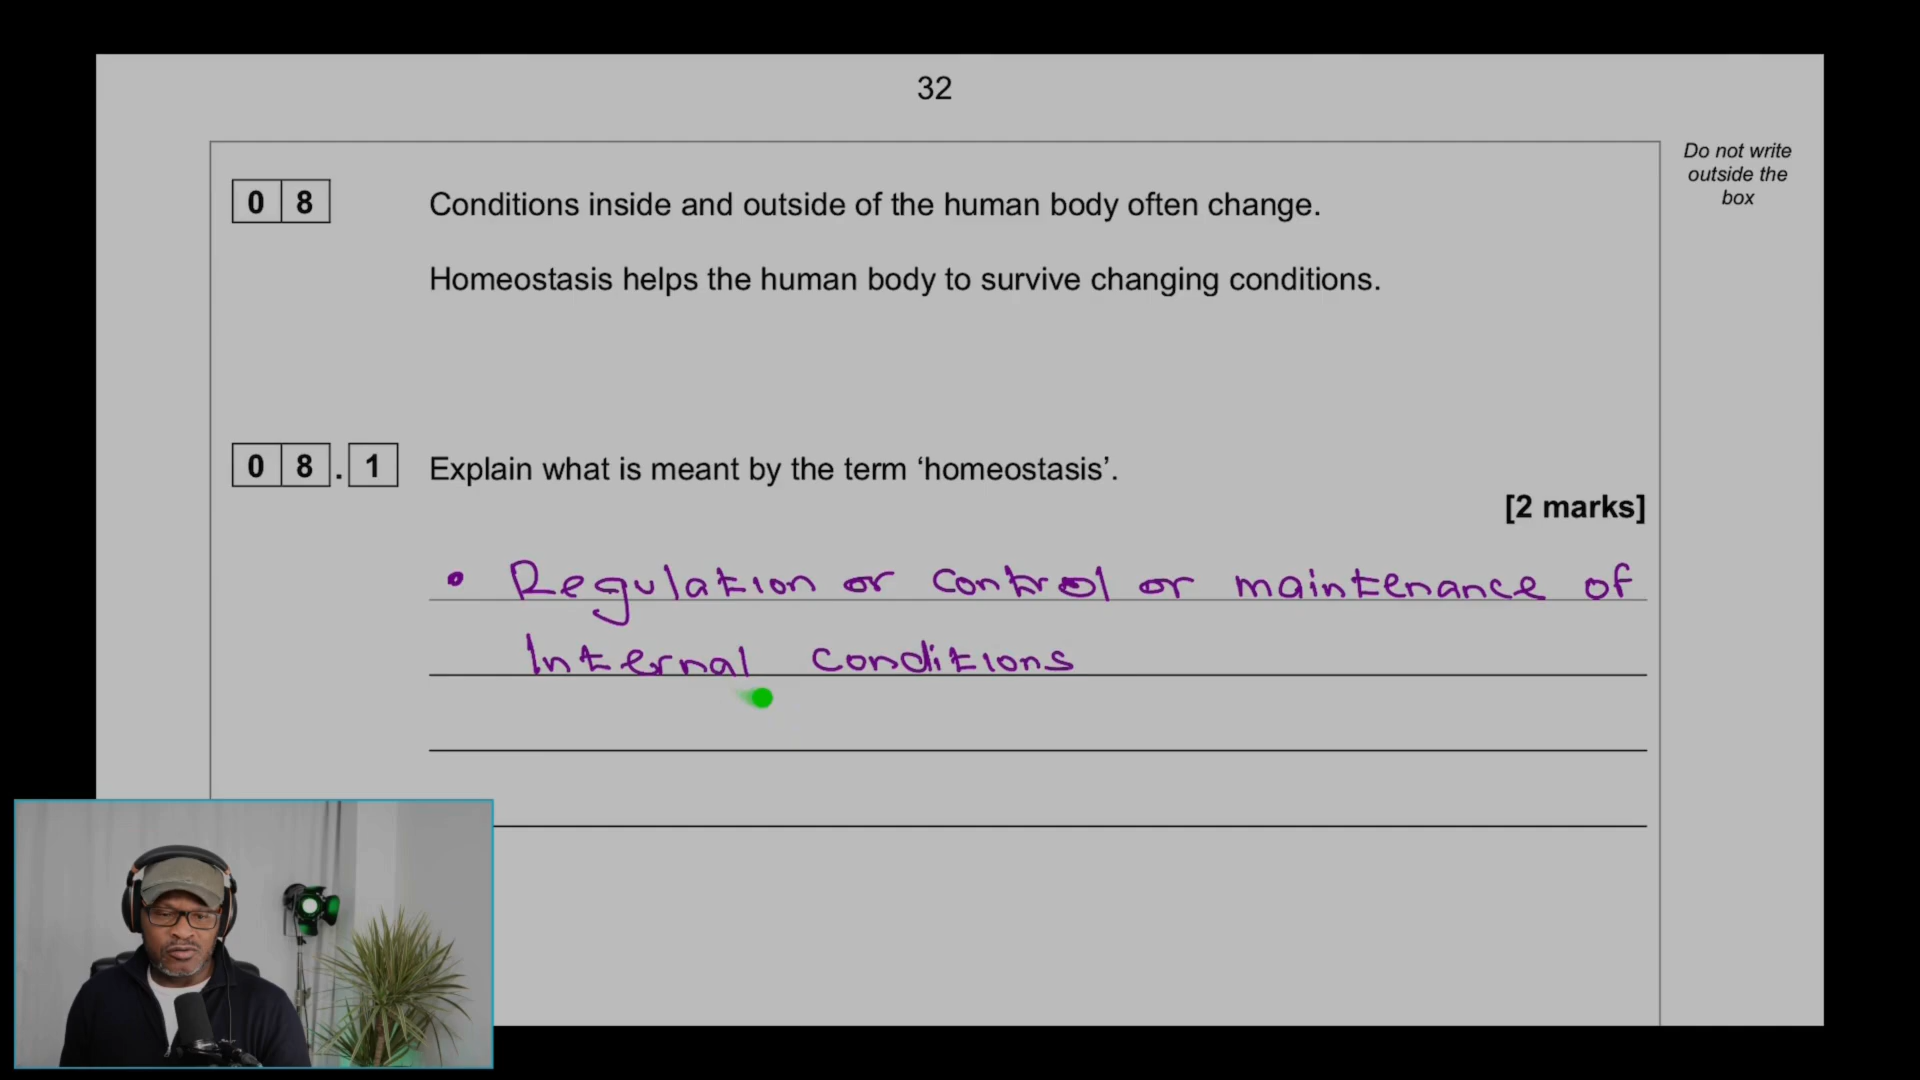 32
Do not write
outside the
box
0 8 Conditions inside and outside of the human body often change.
Homeostasis helps the human body to survive changing conditions.
0 8 . 1 Explain what is meant by the term ‘homeostasis’.
[2 marks]
• Regulation or control or maintenance of
Internal conditions